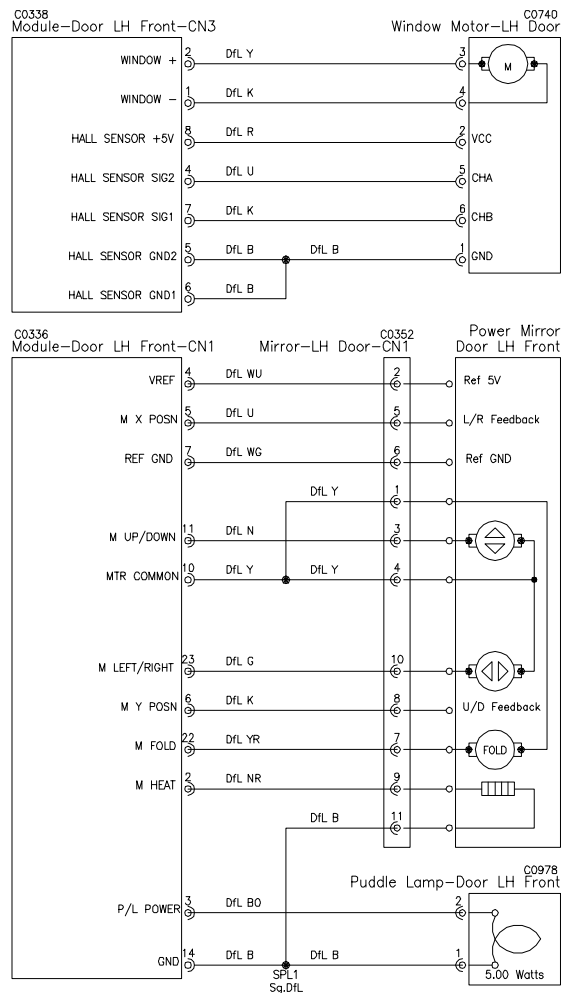 C0338 C0740
Module-Door LH Front-CN3 Window Motor-LH Door
WINDOW + 2 DfL Y 3 M
WINDOW - 1 DfL K 4
HALL SENSOR +5V 8 DfL R 2 VCC
HALL SENSOR SIG2 4 DfL U 5 CHA
HALL SENSOR SIG1 7 DfL K 6 CHB
HALL SENSOR GND2 5 DfL B DfL B 1 GND
HALL SENSOR GND1 6 DfL B
C0336 C0352 Power Mirror
Module-Door LH Front-CN1 Mirror-LH Door-CN1 Door LH Front
VREF 4 DfL WU 2 Ref 5V
M X POSN 5 DfL U 5 L/R Feedback
REF GND 7 DfL WG 6 Ref GND
DfL Y 1
M UP/DOWN 11 DfL N 3
MTR COMMON 10 DfL Y DfL Y 4
M LEFT/RIGHT 23 DfL G 10
M Y POSN 6 DfL K 8 U/D Feedback
M FOLD 22 DfL YR 7 FOLD
M HEAT 2 DfL NR 9
DfL B 11
C0978
Puddle Lamp-Door LH Front
P/L POWER 3 DfL BO 2
GND 14 DfL B DfL B 1
SPL1 5.00 Watts
Sq.DfL